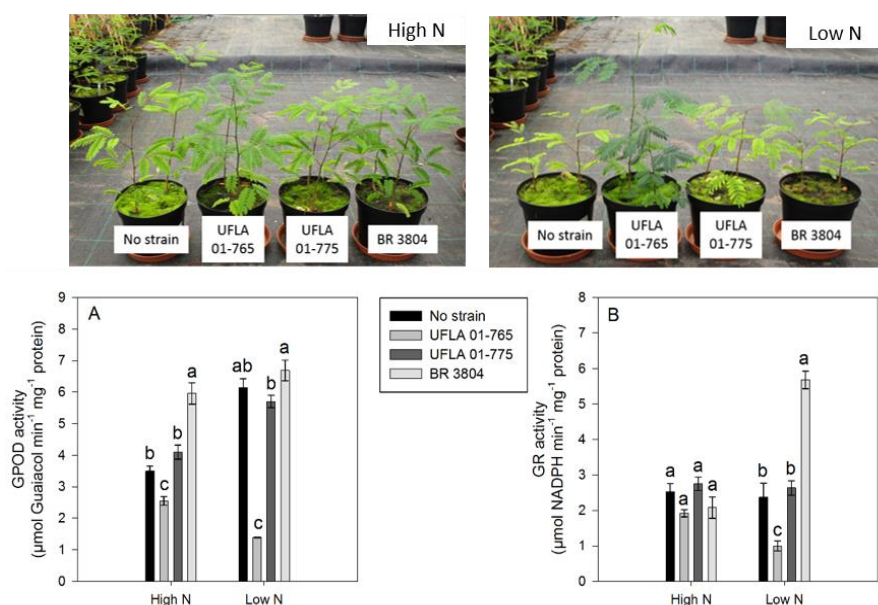 High N
No strain
UFLA
01-765
UFLA
01-775
BR 3804
Low N
No strain
UFLA
01-765
UFLA
01-775
BR 3804
A
GPOD activity
(µmol Guaiacol min⁻¹ mg⁻¹ protein)
9
8
7
6
5
4
3
2
1
0
b
c
b
a
ab
c
b
a
High N
Low N
No strain
UFLA 01-765
UFLA 01-775
BR 3804
B
GR activity
(µmol NADPH min⁻¹ mg⁻¹ protein)
8
7
6
5
4
3
2
1
0
a
a
a
a
b
c
b
a
High N
Low N